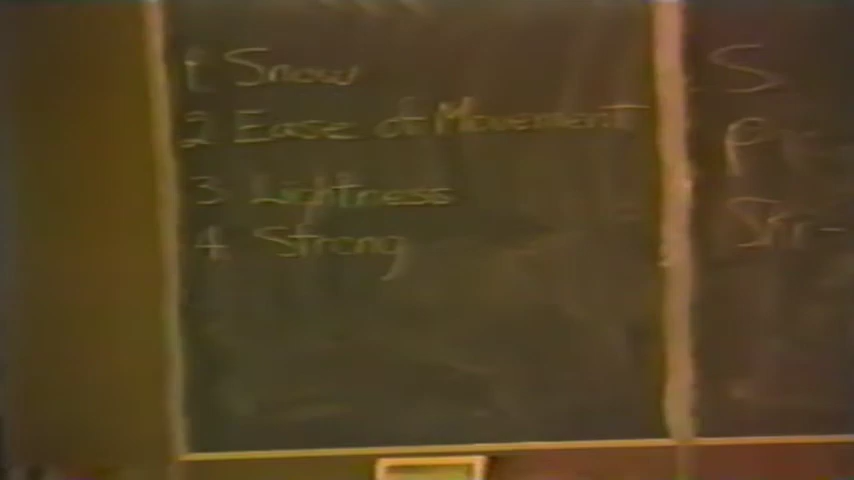 1. Snow
2. Ease of Movement
3. Lightness
4. Strong
S.